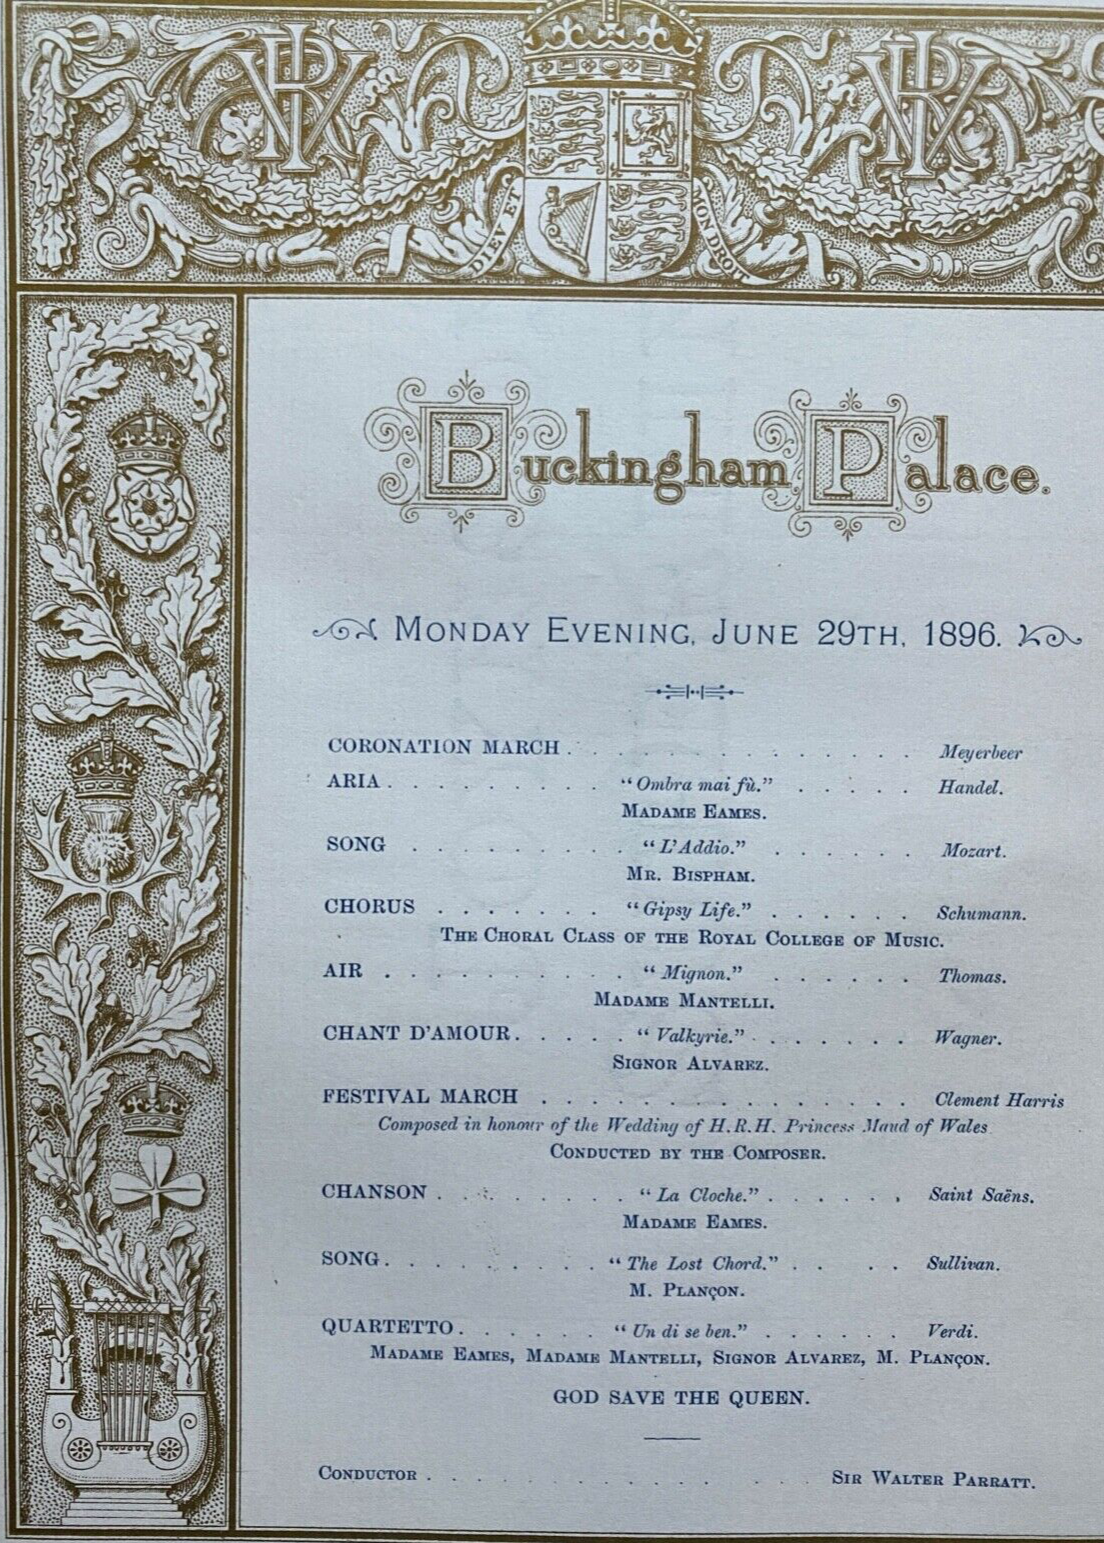 VRI
VRI
DIEV ET
MON DROIT
Buckingham Palace.
MONDAY EVENING, JUNE 29TH, 1896.
CORONATION MARCH . . . . . . . . . . . . Meyerbeer
ARIA . . . . . . . . . "Ombra mai fù." . . . . . Handel.
MADAME EAMES.
SONG . . . . . . . . . "L'Addio." . . . . . . Mozart.
MR. BISPHAM.
CHORUS . . . . . . . "Gipsy Life." . . . . . . Schumann.
THE CHORAL CLASS OF THE ROYAL COLLEGE OF MUSIC.
AIR . . . . . . . . . . "Mignon." . . . . . . Thomas.
MADAME MANTELLI.
CHANT D'AMOUR . . . . . "Valkyrie." . . . . . . . Wagner.
SIGNOR ALVAREZ.
FESTIVAL MARCH . . . . . . . . . . . . . . . Clement Harris
Composed in honour of the Wedding of H.R.H. Princess Maud of Wales
CONDUCTED BY THE COMPOSER.
CHANSON . . . . . . . . "La Cloche." . . . . . . Saint Saëns.
MADAME EAMES.
SONG . . . . . . . . . "The Lost Chord." . . . . Sullivan.
M. PLANÇON.
QUARTETTO . . . . . . "Un di se ben." . . . . . . Verdi.
MADAME EAMES, MADAME MANTELLI, SIGNOR ALVAREZ, M. PLANÇON.
GOD SAVE THE QUEEN.
CONDUCTOR . . . . . . . . . . . . . SIR WALTER PARRATT.